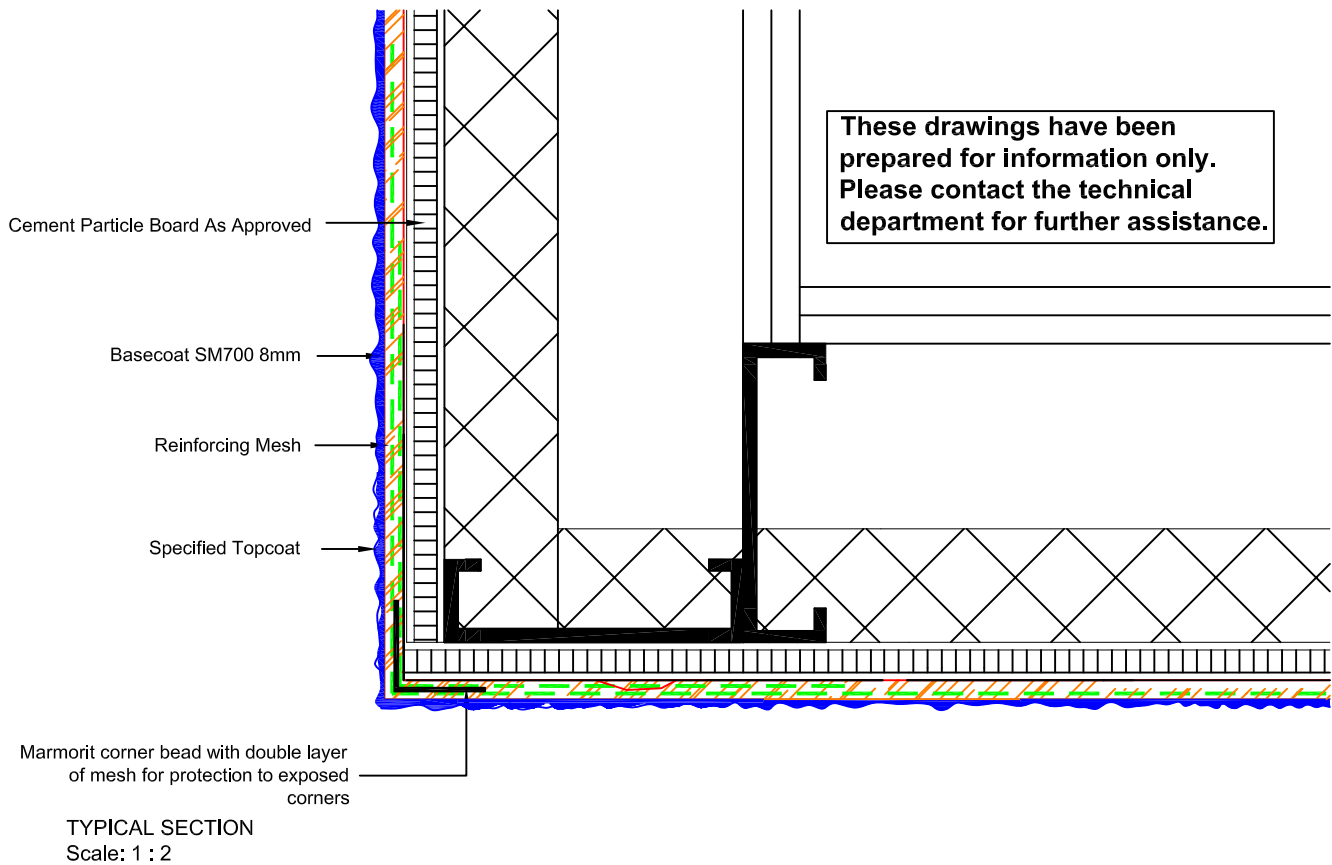 These drawings have been
prepared for information only.
Please contact the technical
department for further assistance.
Cement Particle Board As Approved
Basecoat SM700 8mm
Reinforcing Mesh
Specified Topcoat
Marmorit corner bead with double layer
of mesh for protection to exposed
corners
TYPICAL SECTION
Scale: 1 : 2